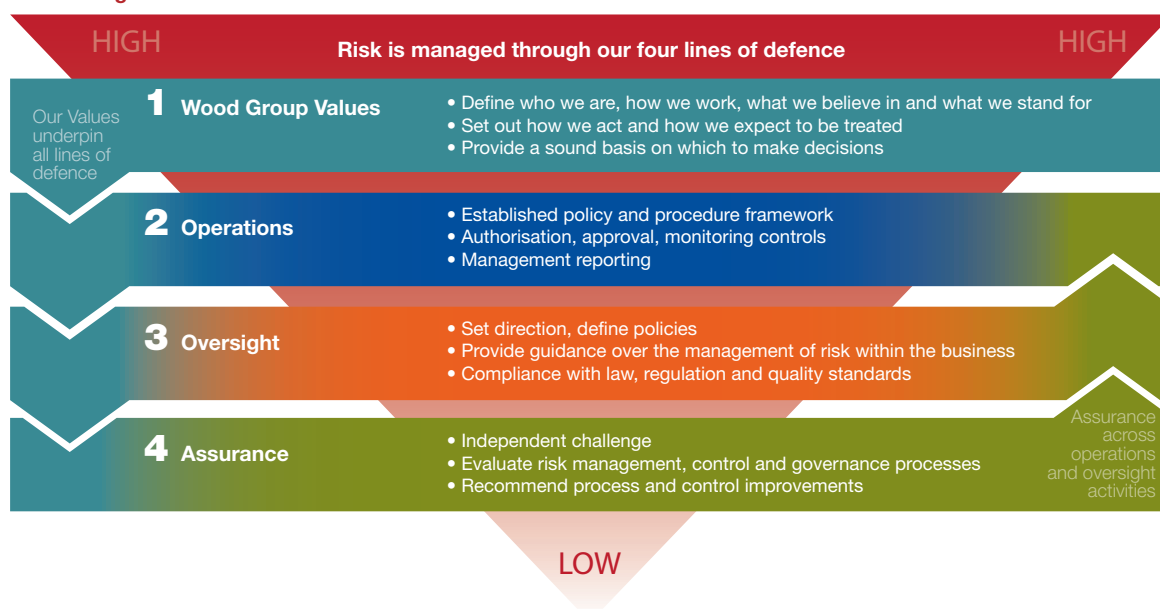 HIGH
Risk is managed through our four lines of defence
HIGH
Our Values
underpin
all lines of
defence
1 Wood Group Values
• Define who we are, how we work, what we believe in and what we stand for
• Set out how we act and how we expect to be treated
• Provide a sound basis on which to make decisions
2 Operations
• Established policy and procedure framework
• Authorisation, approval, monitoring controls
• Management reporting
3 Oversight
• Set direction, define policies
• Provide guidance over the management of risk within the business
• Compliance with law, regulation and quality standards
4 Assurance
• Independent challenge
• Evaluate risk management, control and governance processes
• Recommend process and control improvements
Assurance
across
operations
and oversight
activities
LOW